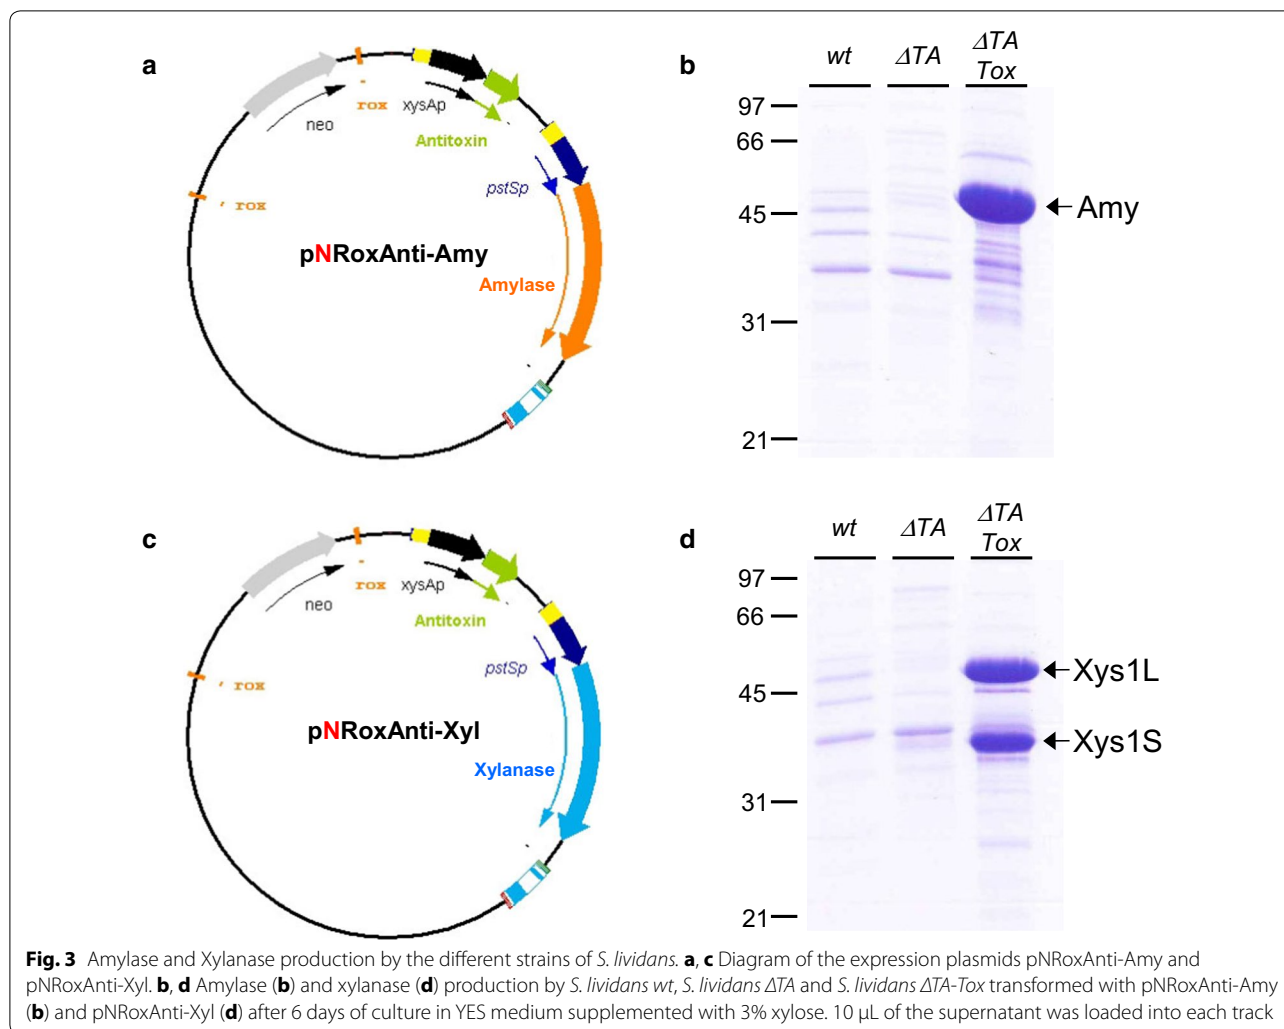 a
neo
rox
xysAp
Antitoxin
pstSp
rox
pNRoxAnti-Amy
Amylase
b
wt
ΔTA
ΔTA
Tox
97
66
45
31
21
Amy
c
neo
rox
xysAp
Antitoxin
pstSp
rox
pNRoxAnti-Xyl
Xylanase
d
wt
ΔTA
ΔTA
Tox
97
66
45
31
21
Xys1L
Xys1S
Fig. 3 Amylase and Xylanase production by the different strains of S. lividans. a, c Diagram of the expression plasmids pNRoxAnti-Amy and
pNRoxAnti-Xyl. b, d Amylase (b) and xylanase (d) production by S. lividans wt, S. lividans ΔTA and S. lividans ΔTA-Tox transformed with pNRoxAnti-Amy
(b) and pNRoxAnti-Xyl (d) after 6 days of culture in YES medium supplemented with 3% xylose. 10 µL of the supernatant was loaded into each track